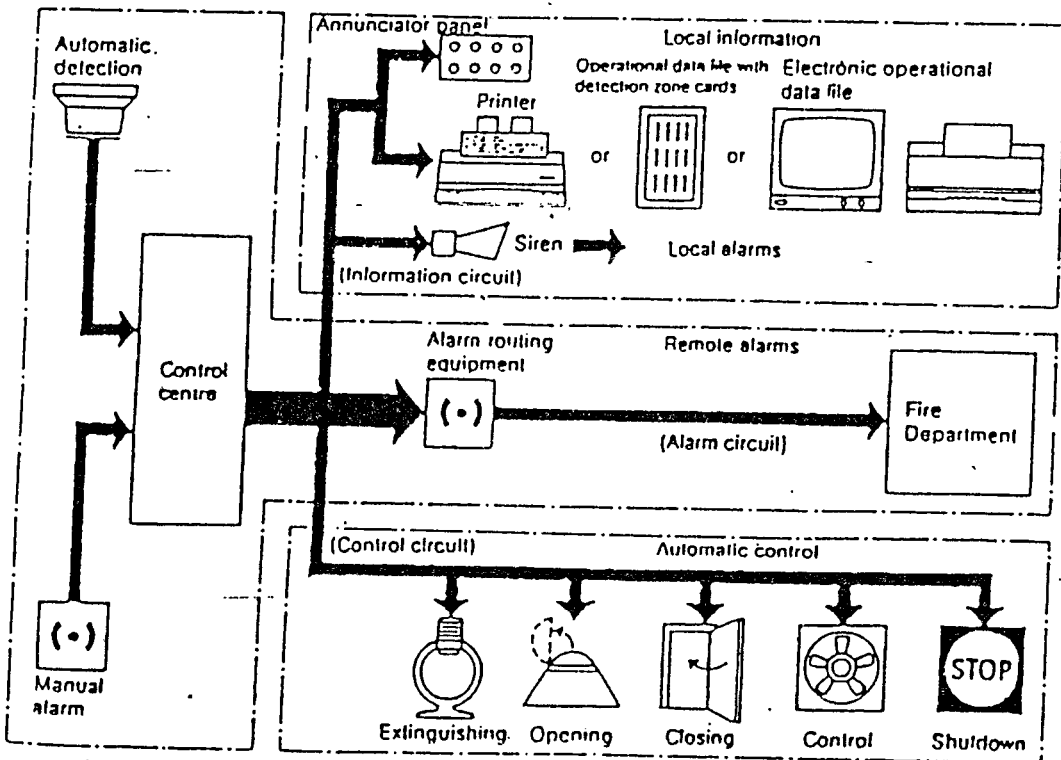 Automatic.
detection
Annunciator panel
Local information
Operational data file with
detection zone cards
Electronic operational
data file
Printer
or
or
Siren
Local alarms
(Information circuit)
Control
centre
Alarm routing
equipment
Remote alarms
(Alarm circuit)
Fire
Department
Manual
alarm
(Control circuit)
Automatic control
STOP
Extinguishing.
Opening
Closing
Control
Shutdown